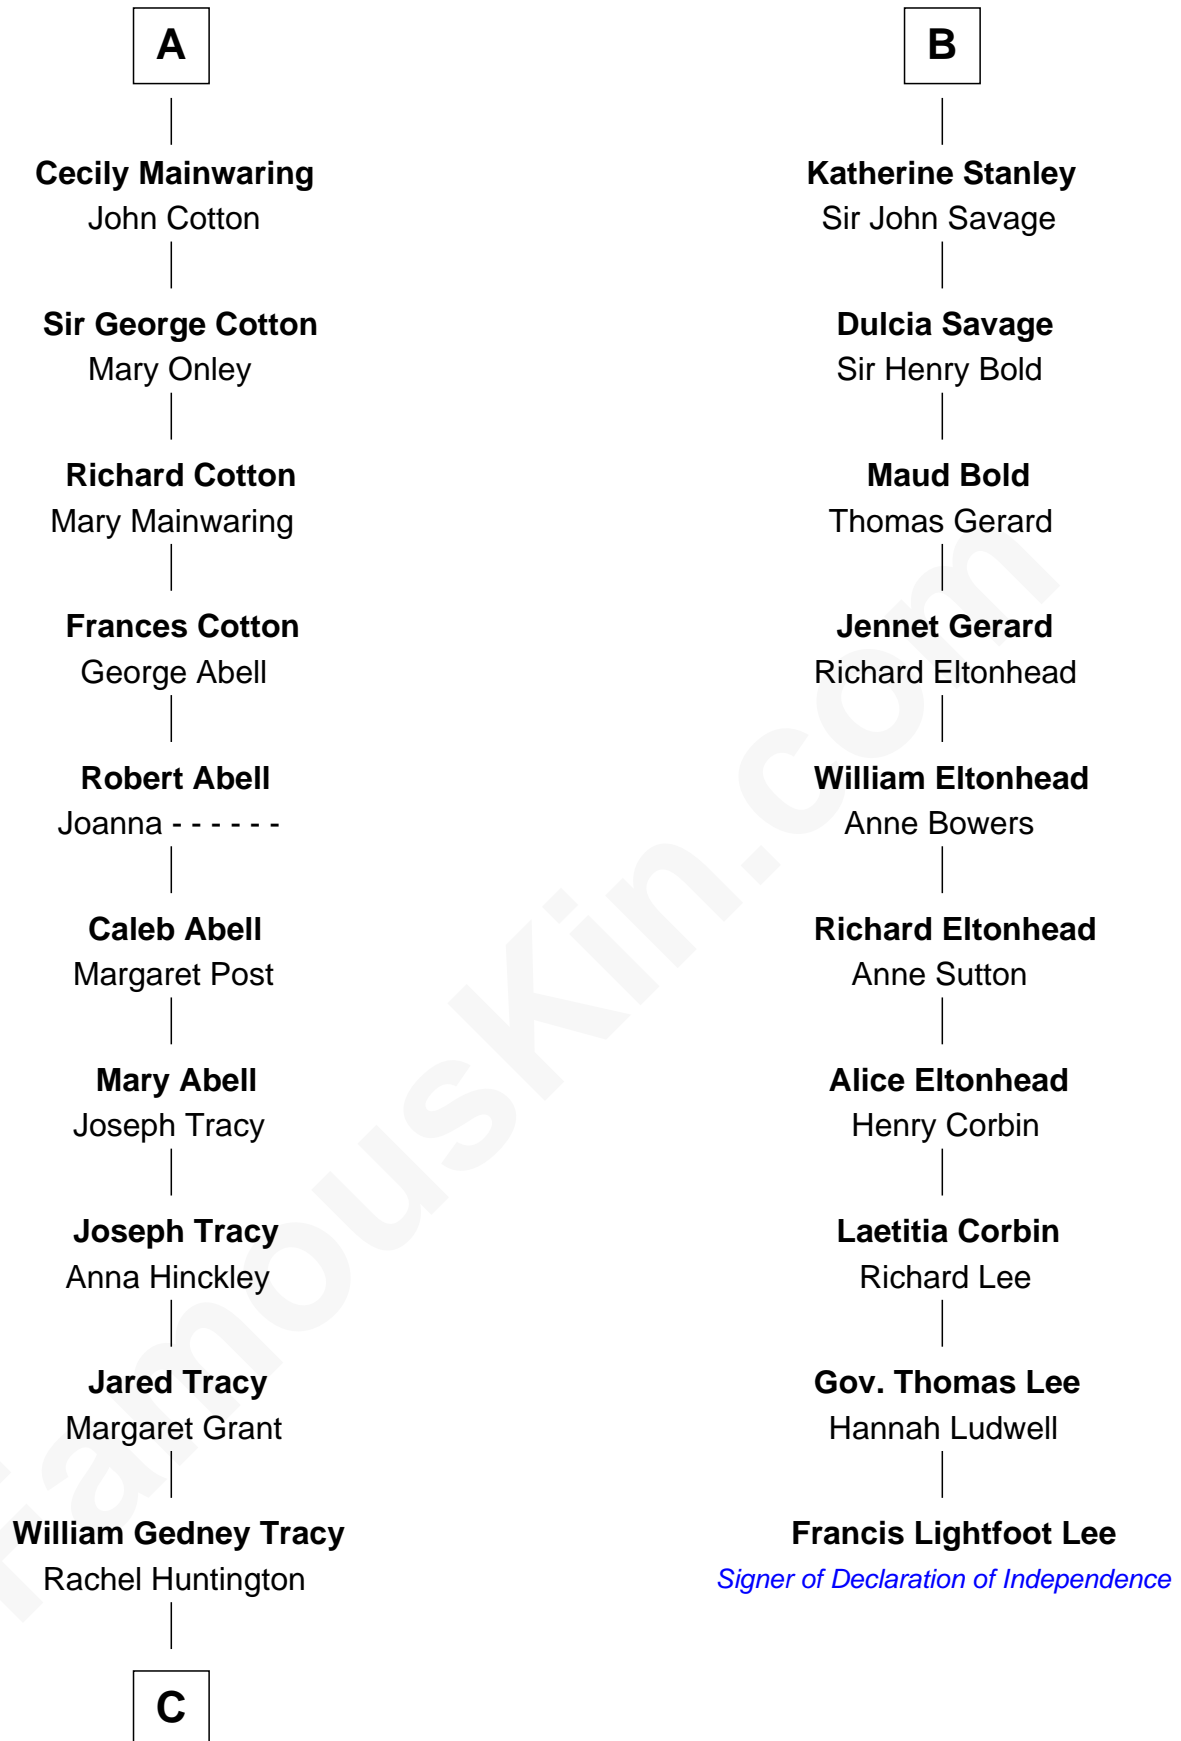 A
Cecily Mainwaring
John Cotton
Sir George Cotton
Mary Onley
Richard Cotton
Mary Mainwaring
Frances Cotton
George Abell
Robert Abell
Joanna - - - - - -
Caleb Abell
Margaret Post
Mary Abell
Joseph Tracy
Joseph Tracy
Anna Hinckley
Jared Tracy
Margaret Grant
William Gedney Tracy
Rachel Huntington
C
B
Katherine Stanley
Sir John Savage
Dulcia Savage
Sir Henry Bold
Maud Bold
Thomas Gerard
Jennet Gerard
Richard Eltonhead
William Eltonhead
Anne Bowers
Richard Eltonhead
Anne Sutton
Alice Eltonhead
Henry Corbin
Laetitia Corbin
Richard Lee
Gov. Thomas Lee
Hannah Ludwell
Francis Lightfoot Lee
Signer of Declaration of Independence
FamousKin.com